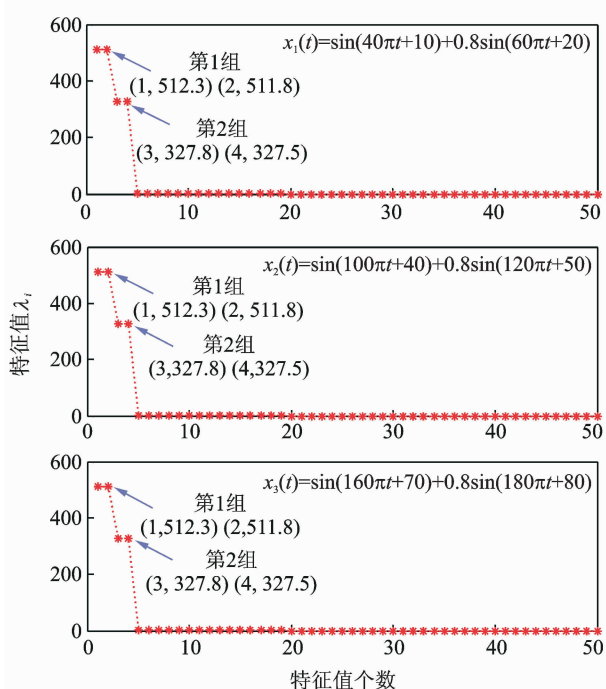 600
x₁(t)=sin(40πt+10)+0.8sin(60πt+20)
第1组
400
(1, 512.3) (2, 511.8)
第2组
200
(3, 327.8) (4, 327.5)
0
0 10 20 30 40 50
600
x₂(t)=sin(100πt+40)+0.8sin(120πt+50)
第1组
400
(1, 512.3) (2, 511.8)
第2组
200
(3,327.8) (4,327.5)
0
0 10 20 30 40 50
特征值λᵢ
600
x₃(t)=sin(160πt+70)+0.8sin(180πt+80)
第1组
400
(1,512.3) (2,511.8)
第2组
200
(3, 327.8) (4, 327.5)
0
0 10 20 30 40 50
特征值个数